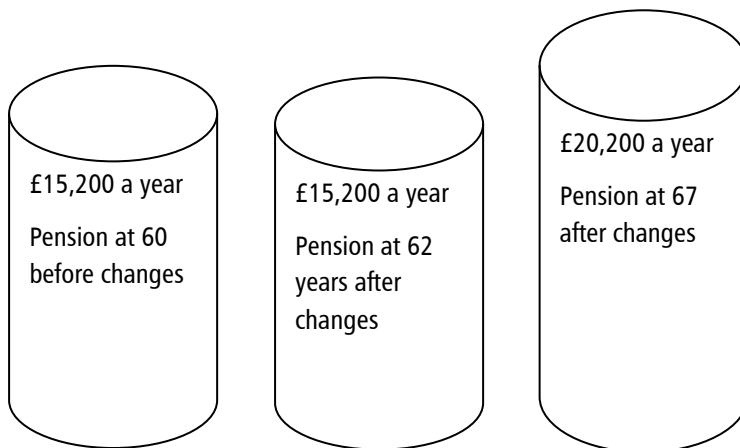 £15,200 a year
Pension at 60
before changes
£15,200 a year
Pension at 62
years after
changes
£20,200 a year
Pension at 67
after changes